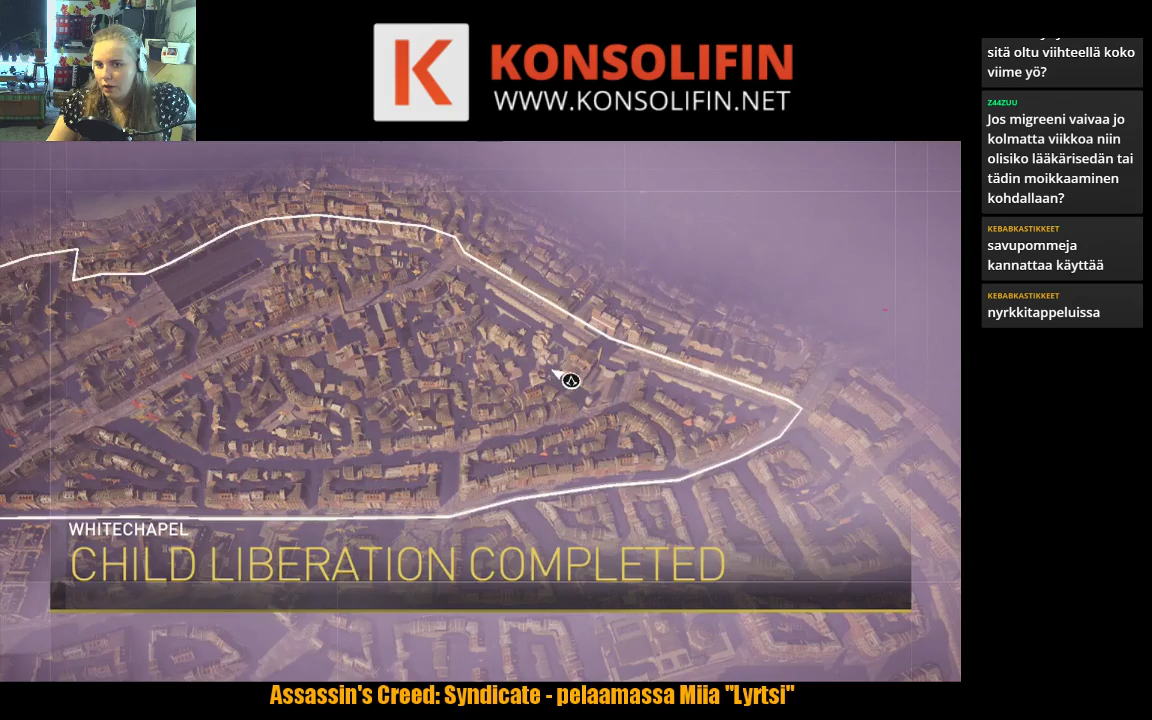 K KONSOLIFIN
WWW.KONSOLIFIN.NET
sitä oltu viihteellä koko
viime yö?
Z44ZUU
Jos migreeni vaivaa jo
kolmatta viikkoa niin
olisiko lääkärisedän tai
tädin moikkaaminen
kohdallaan?
KEBABKASTIKKEET
savupommeja
kannattaa käyttää
KEBABKASTIKKEET
nyrkkitappeluissa
WHITECHAPEL
CHILD LIBERATION COMPLETED
Assassin's Creed: Syndicate - pelaamassa Miia "Lyrtsi"